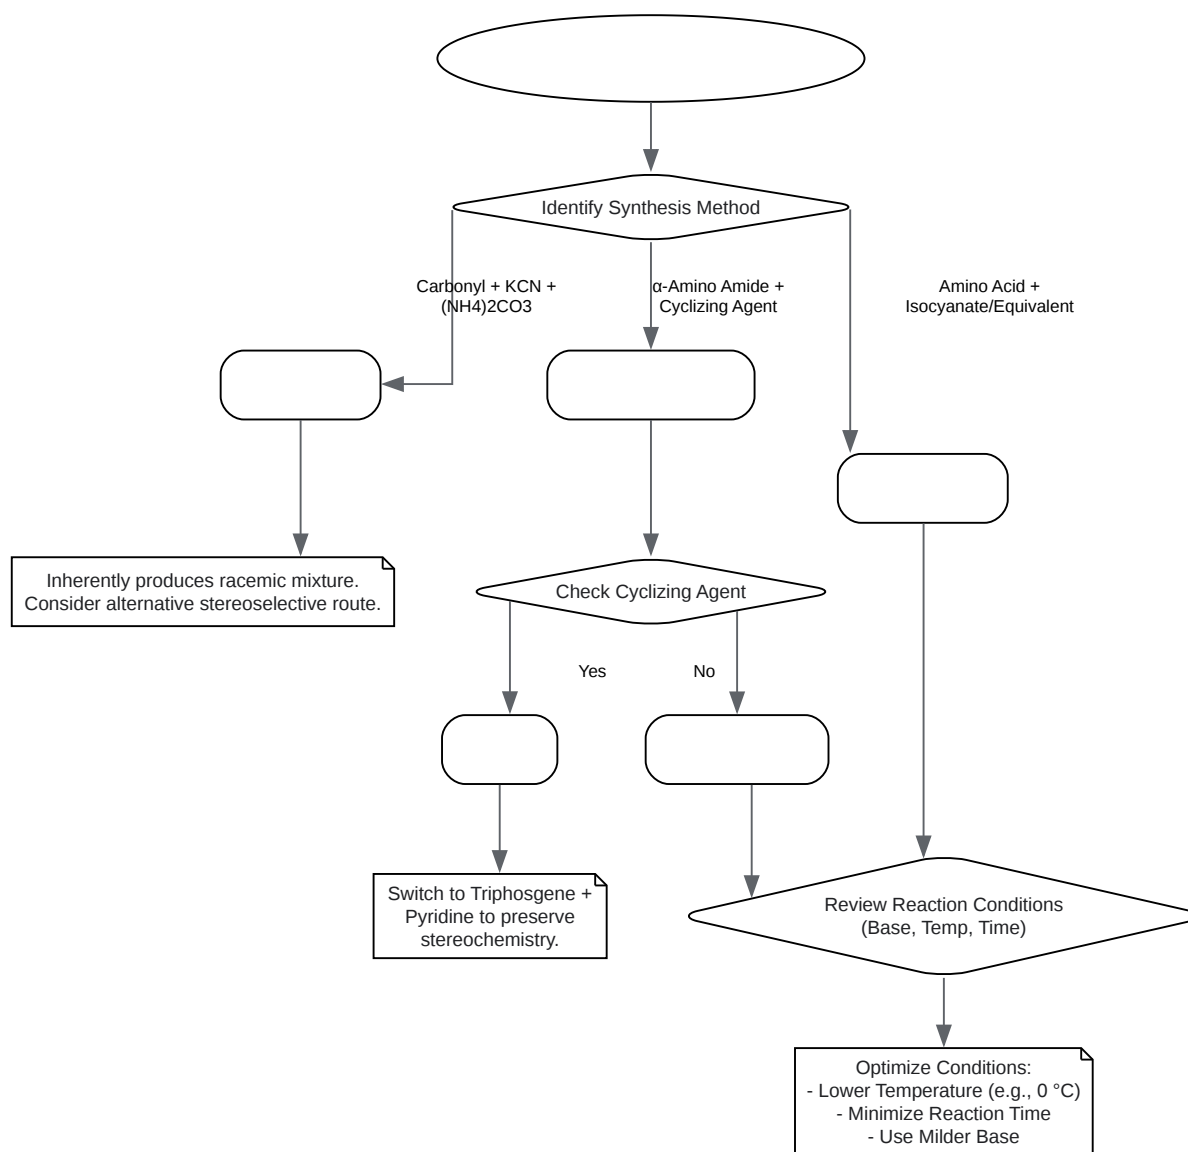 Identify Synthesis Method
Carbonyl + KCN +
(NH4)2CO3
α-Amino Amide +
Cyclizing Agent
Amino Acid +
Isocyanate/Equivalent
Inherently produces racemic mixture.
Consider alternative stereoselective route.
Check Cyclizing Agent
Yes
No
Switch to Triphosgene +
Pyridine to preserve
stereochemistry.
Review Reaction Conditions
(Base, Temp, Time)
Optimize Conditions:
- Lower Temperature (e.g., 0 °C)
- Minimize Reaction Time
- Use Milder Base